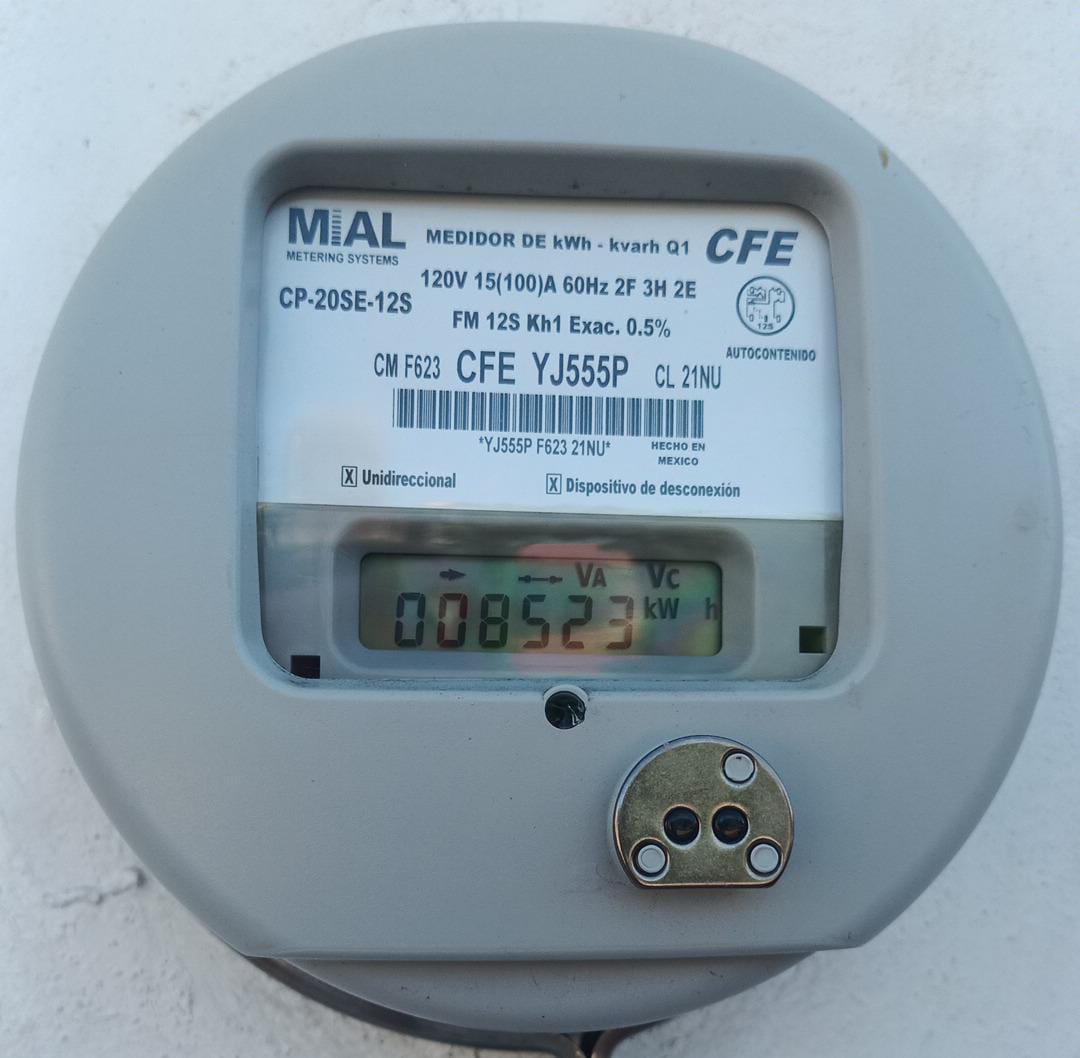 MIAL
METERING SYSTEMS
MEDIDOR DE kWh - kvarh Q1
CFE
120V 15(100)A 60Hz 2F 3H 2E
CP-20SE-12S
FM 12S Kh1 Exac. 0.5%
12S
AUTOCONTENIDO
CM F623 CFE YJ555P CL 21NU
*YJ555P F623 21NU*
HECHO EN
MEXICO
X Unidireccional
X Dispositivo de desconexión
VA VC
008523 kW h